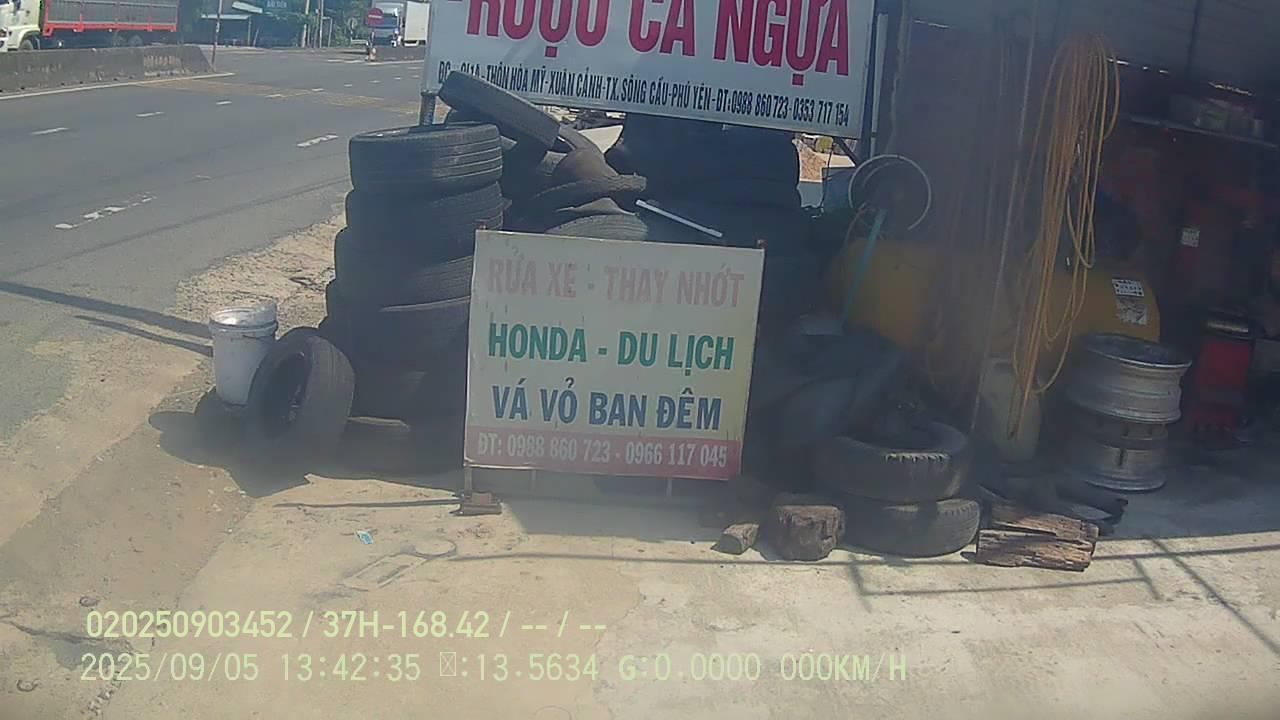 RƯỢU CÁ NGỰA
QL1A - THÔN HÒA MỸ - XUÂN CẢNH - TX. SÔNG CẦU - PHÚ YÊN - ĐT: 0988 860 723 - 0353 717 154
RỬA XE - THAY NHỚT
HONDA - DU LỊCH
VÁ VỎ BAN ĐÊM
ĐT: 0988 860 723 - 0966 117 045
020250903452 / 37H-168.42 / -- / --
2025/09/05 13:42:35 :13.5634 G:0.0000 000KM/H